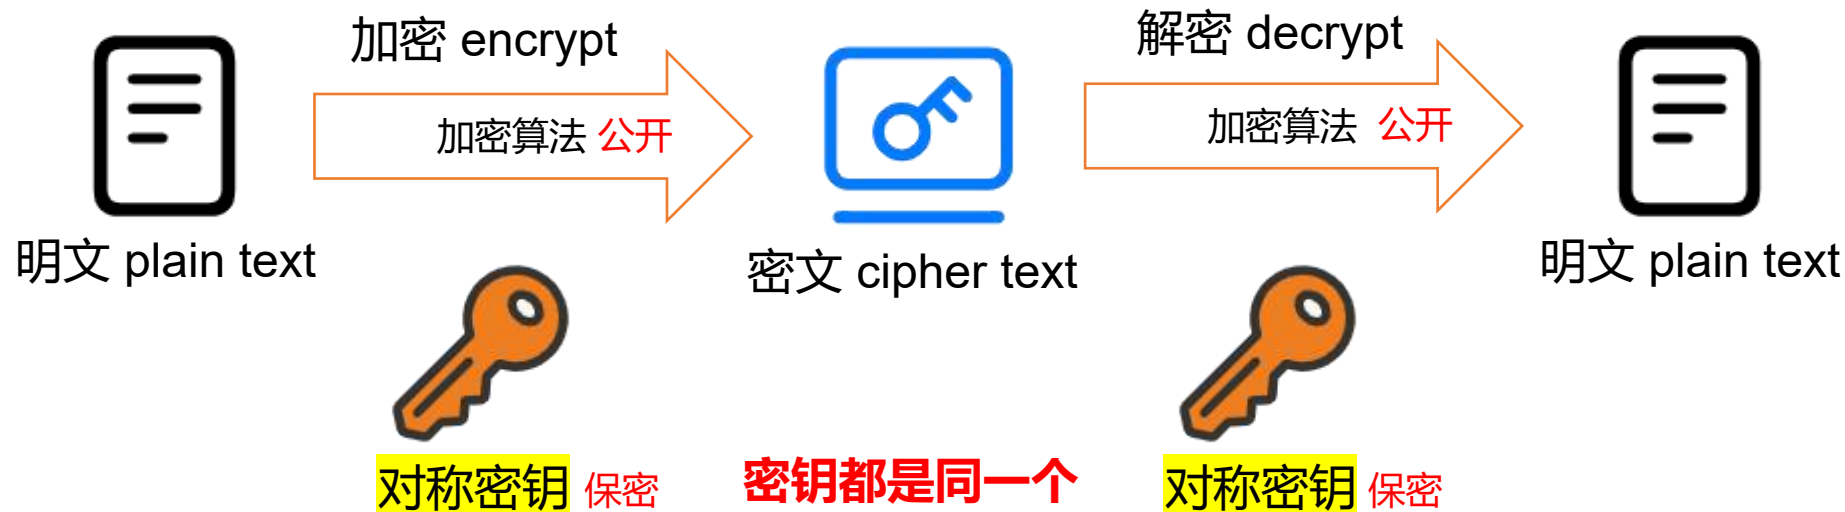 加密 encrypt
解密 decrypt
加密算法 公开
加密算法 公开
明文 plain text
密文 cipher text
明文 plain text
对称密钥 保密
密钥都是同一个
对称密钥 保密